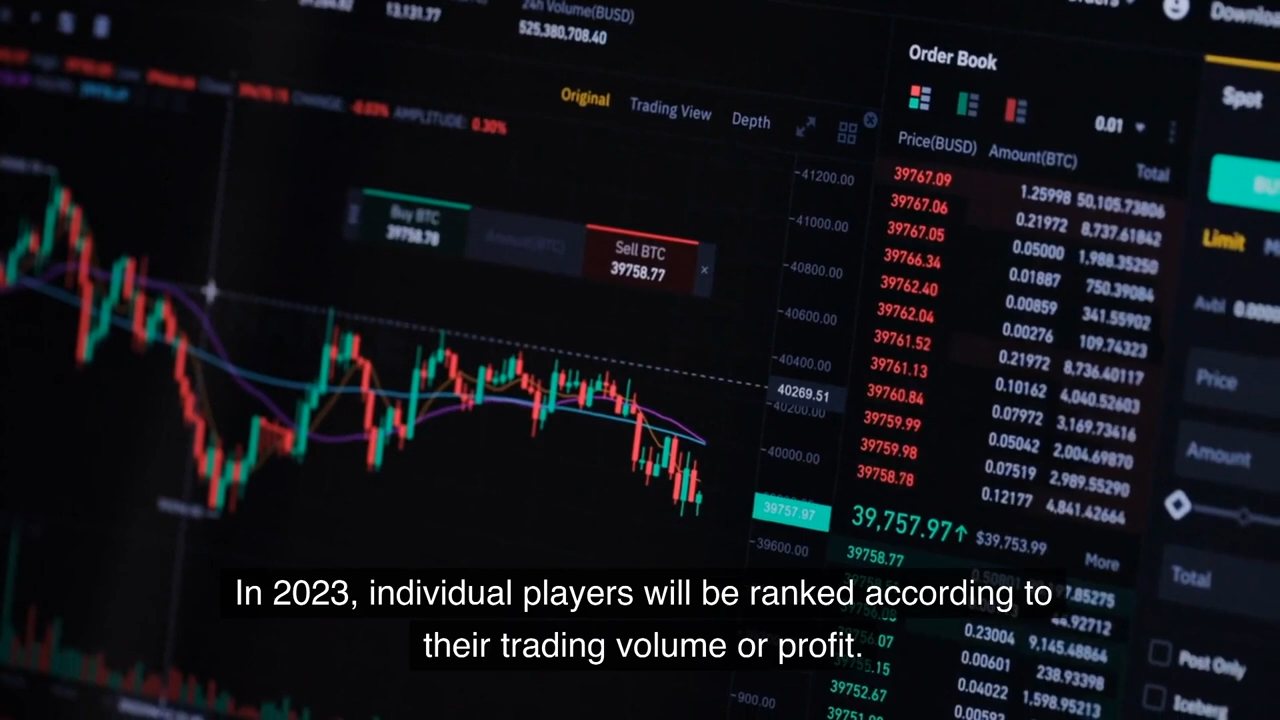 13,131.77
24h Volume(BUSD)
525,380,708.40
Order Book
Spot
Original Trading View Depth
0.01
Price(BUSD) Amount(BTC) Total
41200.00
41000.00
40800.00
40600.00
40400.00
40269.51
40200.00
40000.00
39757.97
39600.00
Buy BTC
39758.78
Sell BTC
39758.77
39767.09 1.25998 50,105.73806
39767.06 0.21972 8,737.61842
39767.05 0.05000 1,988.35250
39766.34 0.01887 750.39084
39762.40 0.00859 341.55902
39762.04 0.00276 109.74323
39761.52 0.21972 8,736.40117
39761.13 0.10162 4,040.52603
39760.84 0.07972 3,169.73416
39759.99 0.05042 2,004.69870
39759.98 0.07519 2,989.55290
39758.78 0.12177 4,841.42664
39,757.97↑ $39,753.99 More
39758.77
0.23004 9,145.48864
0.00601 238.93398
39752.67 0.04022 1,598.95213
Limit
Price
Amount
Total
Post Only
Iceberg
In 2023, individual players will be ranked according to
their trading volume or profit.